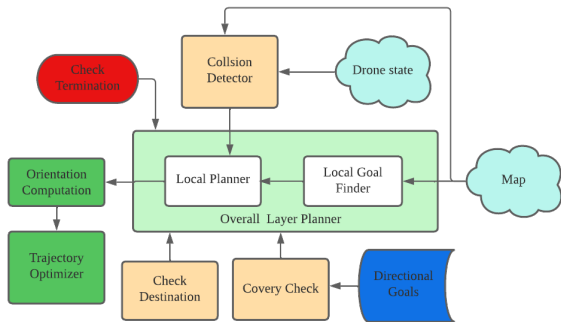 Collsion
Detector
Drone state
Check
Termination
Orientation
Computation
Local Planner
Local Goal
Finder
Map
Overall Layer Planner
Trajectory
Optimizer
Check
Destination
Covery Check
Directional
Goals